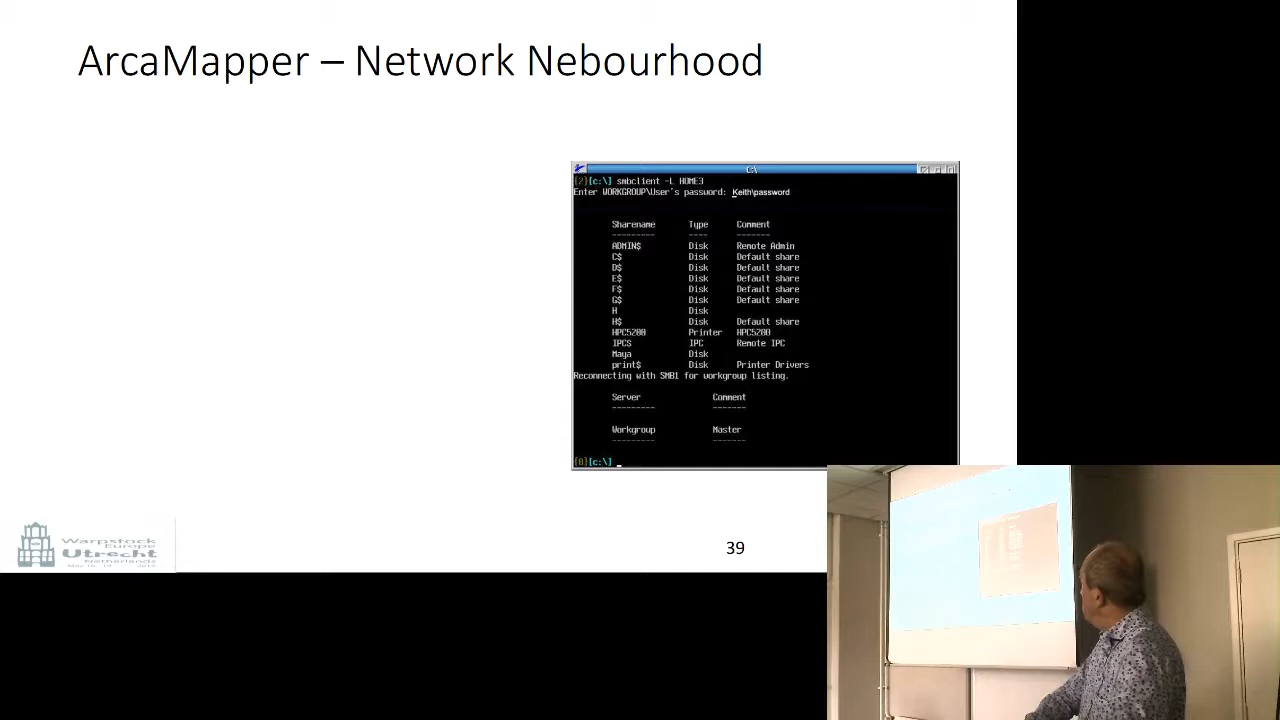 ArcaMapper – Network Nebourhood
C:\
[2][c:\] smbclient -L HOME3
Enter WORKGROUP\User's password: Keith\password
Sharename Type Comment
--------- ---- -------
ADMIN$ Disk Remote Admin
C$ Disk Default share
D$ Disk Default share
E$ Disk Default share
F$ Disk Default share
G$ Disk Default share
H Disk
H$ Disk Default share
HPC5200 Printer HPC5200
IPC$ IPC Remote IPC
Maya Disk
print$ Disk Printer Drivers
Reconnecting with SMB1 for workgroup listing.
Server Comment
--------- -------
Workgroup Master
--------- -------
[0][c:\]
Warpstock
Europe
Utrecht
Netherlands
39